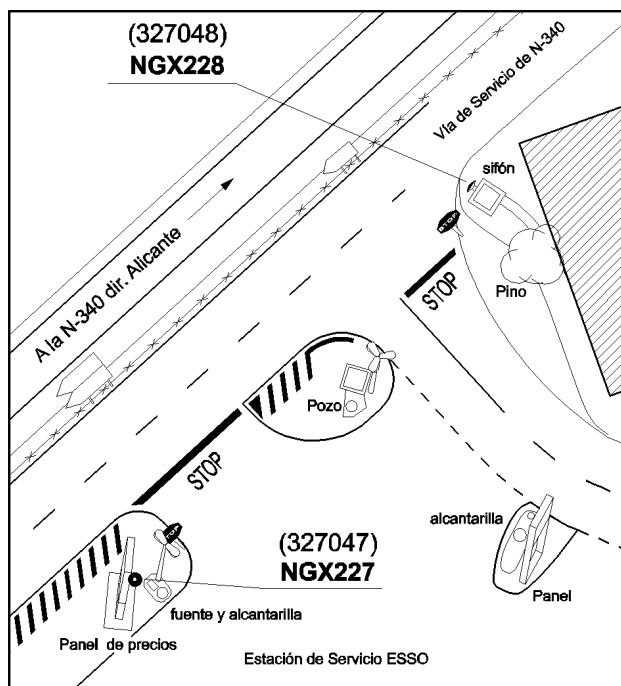 (327048)
NGX228
Vía de Servicio de N-340
sifón
STOP
A la N-340 dir. Alicante
STOP
Pino
Pozo
STOP
alcantarilla
STOP
(327047)
NGX227
Panel
fuente y alcantarilla
Panel de precios
Estación de Servicio ESSO